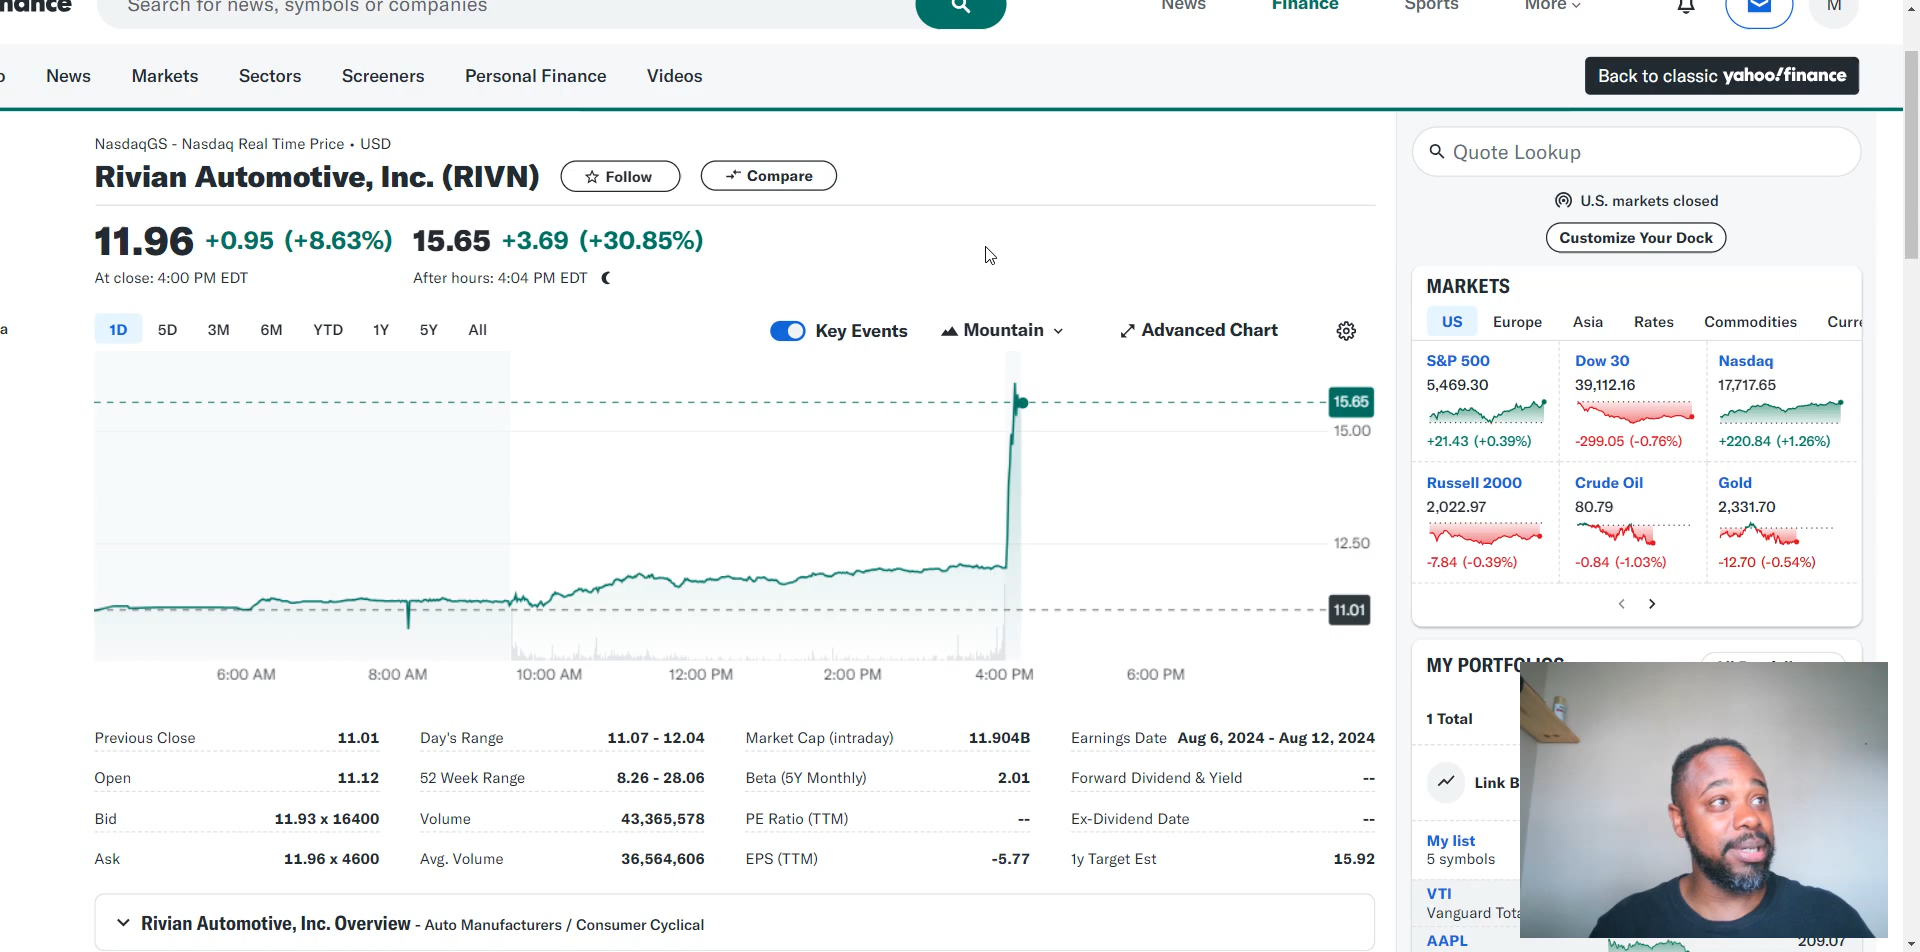 Search for news, symbols or companies
News Finance Sports More M
News Markets Sectors Screeners Personal Finance Videos Back to classic yahoo!finance
NasdaqGS - Nasdaq Real Time Price • USD
Rivian Automotive, Inc. (RIVN) Follow Compare
11.96 +0.95 (+8.63%) 15.65 +3.69 (+30.85%)
At close: 4:00 PM EDT After hours: 4:04 PM EDT
1D 5D 3M 6M YTD 1Y 5Y All Key Events Mountain Advanced Chart
15.65
15.00
12.50
11.01
6:00 AM 8:00 AM 10:00 AM 12:00 PM 2:00 PM 4:00 PM 6:00 PM
Previous Close 11.01 Day's Range 11.07 - 12.04 Market Cap (intraday) 11.904B Earnings Date Aug 6, 2024 - Aug 12, 2024
Open 11.12 52 Week Range 8.26 - 28.06 Beta (5Y Monthly) 2.01 Forward Dividend & Yield --
Bid 11.93 x 16400 Volume 43,365,578 PE Ratio (TTM) -- Ex-Dividend Date --
Ask 11.96 x 4600 Avg. Volume 36,564,606 EPS (TTM) -5.77 1y Target Est 15.92
Rivian Automotive, Inc. Overview - Auto Manufacturers / Consumer Cyclical
Quote Lookup
U.S. markets closed
Customize Your Dock
MARKETS
US Europe Asia Rates Commodities Curre
S&P 500 Dow 30 Nasdaq
5,469.30 39,112.16 17,717.65
+21.43 (+0.39%) -299.05 (-0.76%) +220.84 (+1.26%)
Russell 2000 Crude Oil Gold
2,022.97 80.79 2,331.70
-7.84 (-0.39%) -0.84 (-1.03%) -12.70 (-0.54%)
MY PORTFOLIOS
1 Total
Link B
My list
5 symbols
VTI
Vanguard Tota
AAPL 209.07